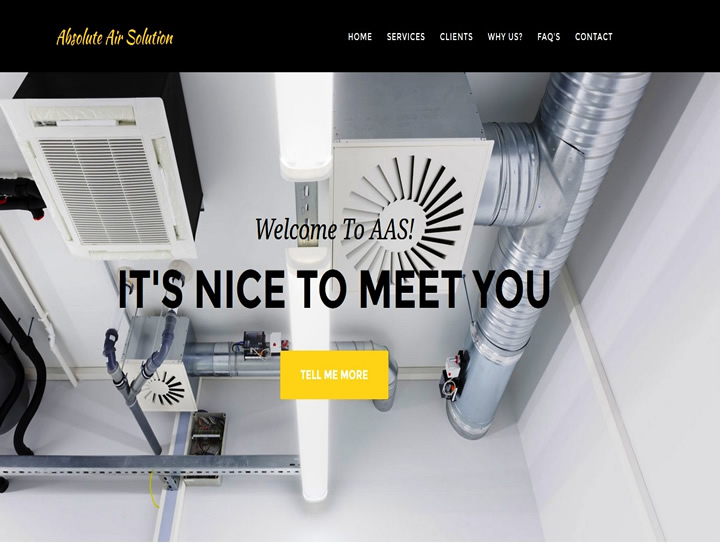 Absolute Air Solution
HOME SERVICES CLIENTS WHY US? FAQ'S CONTACT
Welcome To AAS!
IT'S NICE TO MEET YOU
TELL ME MORE